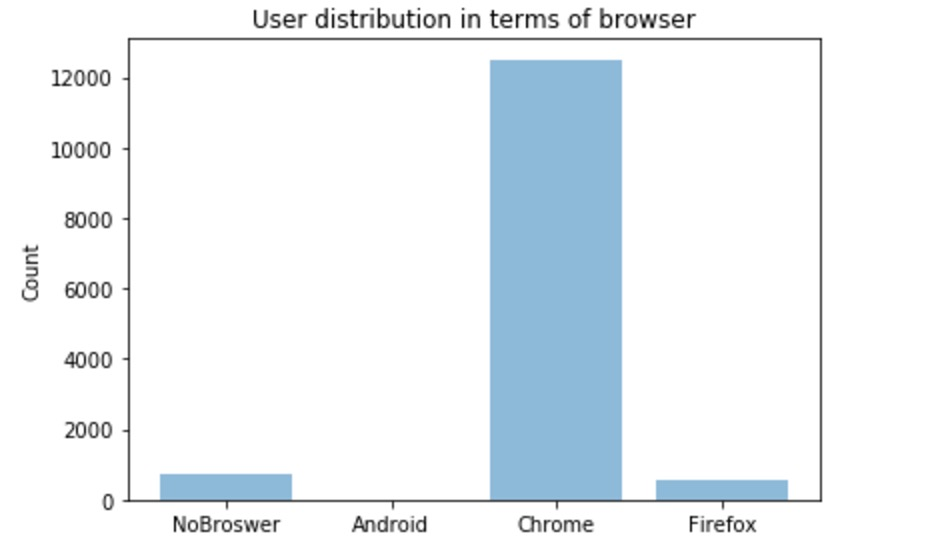 User distribution in terms of browser
12000
10000
8000
6000
4000
2000
0
Count
NoBroswer Android Chrome Firefox